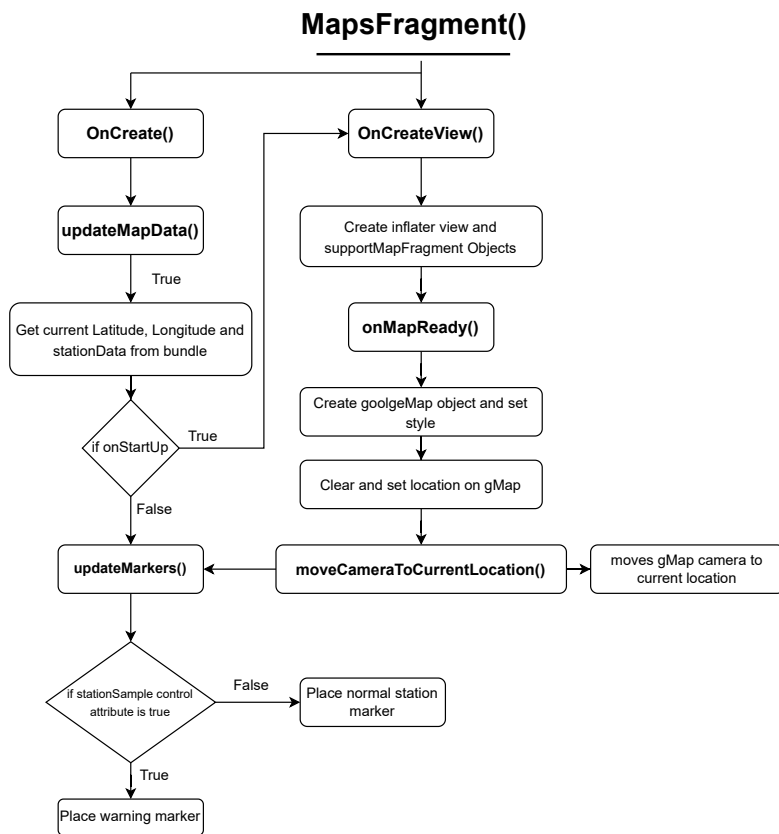 MapsFragment()
OnCreate()
OnCreateView()
updateMapData()
Create inflater view and
supportMapFragment Objects
True
Get current Latitude, Longitude and
stationData from bundle
onMapReady()
Create goolgeMap object and set
style
if onStartUp
True
Clear and set location on gMap
False
updateMarkers()
moveCameraToCurrentLocation()
moves gMap camera to
current location
if stationSample control
attribute is true
False
Place normal station
marker
True
Place warning marker